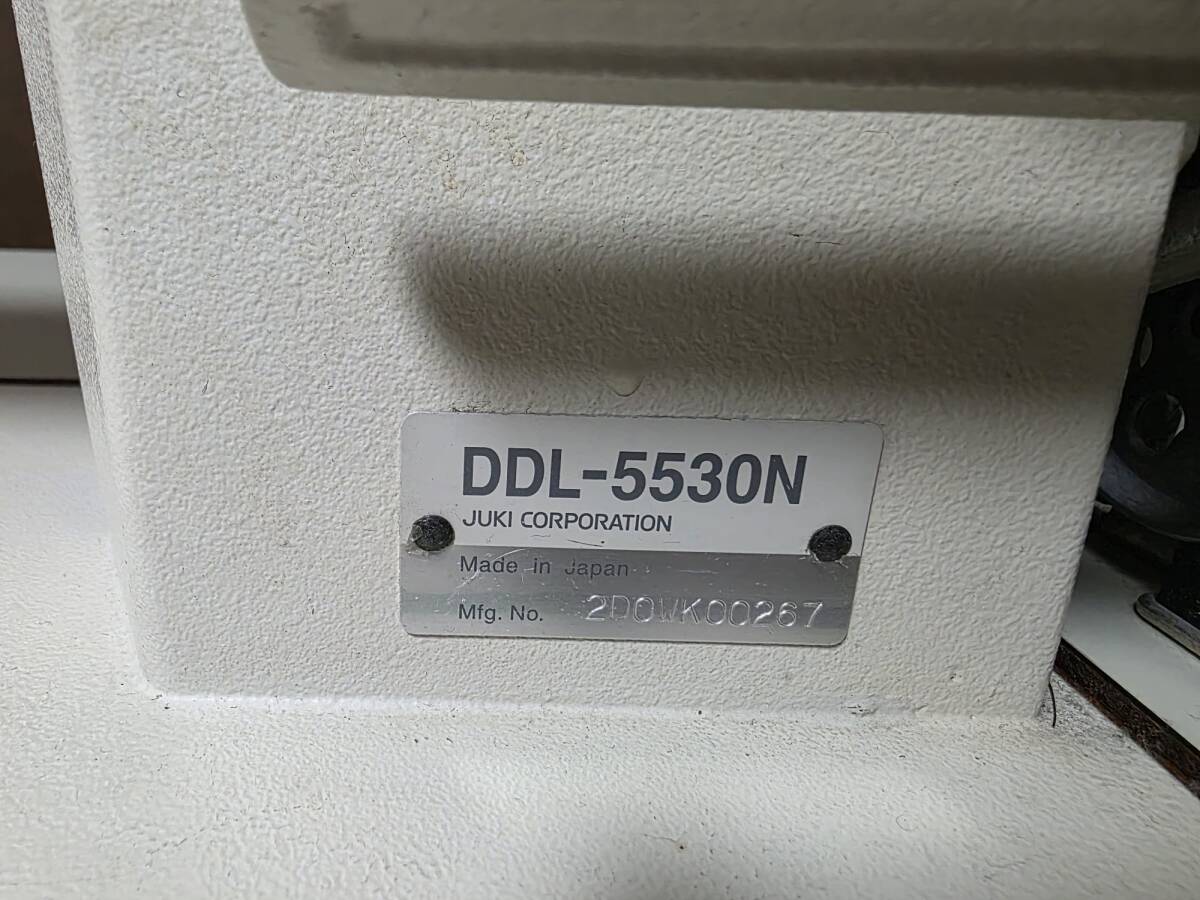 DDL-5530N
JUKI CORPORATION
Made in Japan
Mfg. No. 2D0WK00267